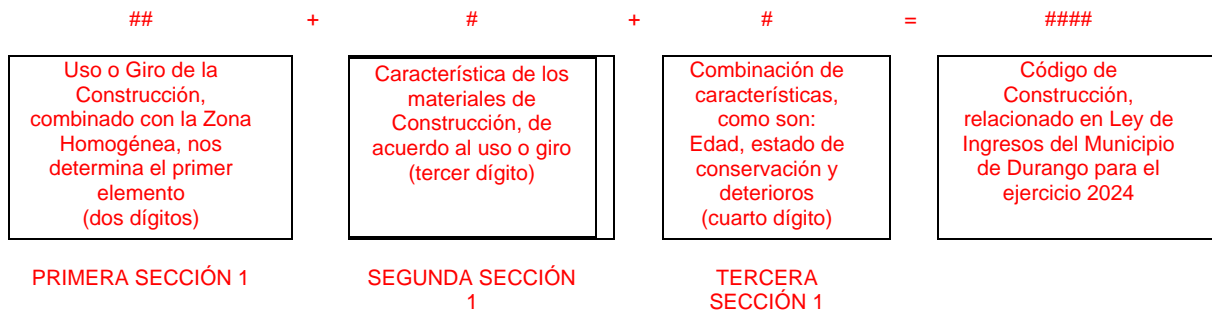 ## + # + # = ####
Uso o Giro de la
Construcción,
combinado con la Zona
Homogénea, nos
determina el primer
elemento
(dos dígitos)
Característica de los
materiales de
Construcción, de
acuerdo al uso o giro
(tercer dígito)
Combinación de
características,
como son:
Edad, estado de
conservación y
deterioros
(cuarto dígito)
Código de
Construcción,
relacionado en Ley de
Ingresos del Municipio
de Durango para el
ejercicio 2024
PRIMERA SECCIÓN 1
SEGUNDA SECCIÓN
1
TERCERA
SECCIÓN 1